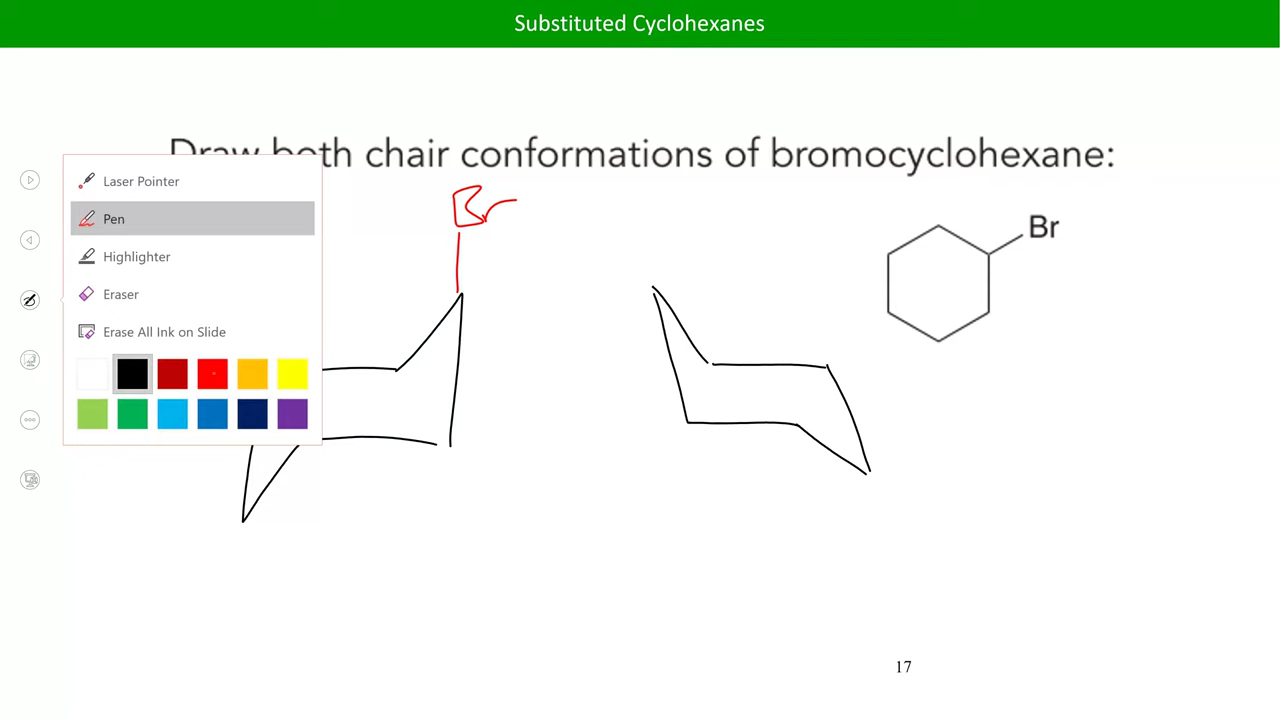 Substituted Cyclohexanes
Draw both chair conformations of bromocyclohexane:
Laser Pointer
Pen
Highlighter
Eraser
Erase All Ink on Slide
Br
Br
17